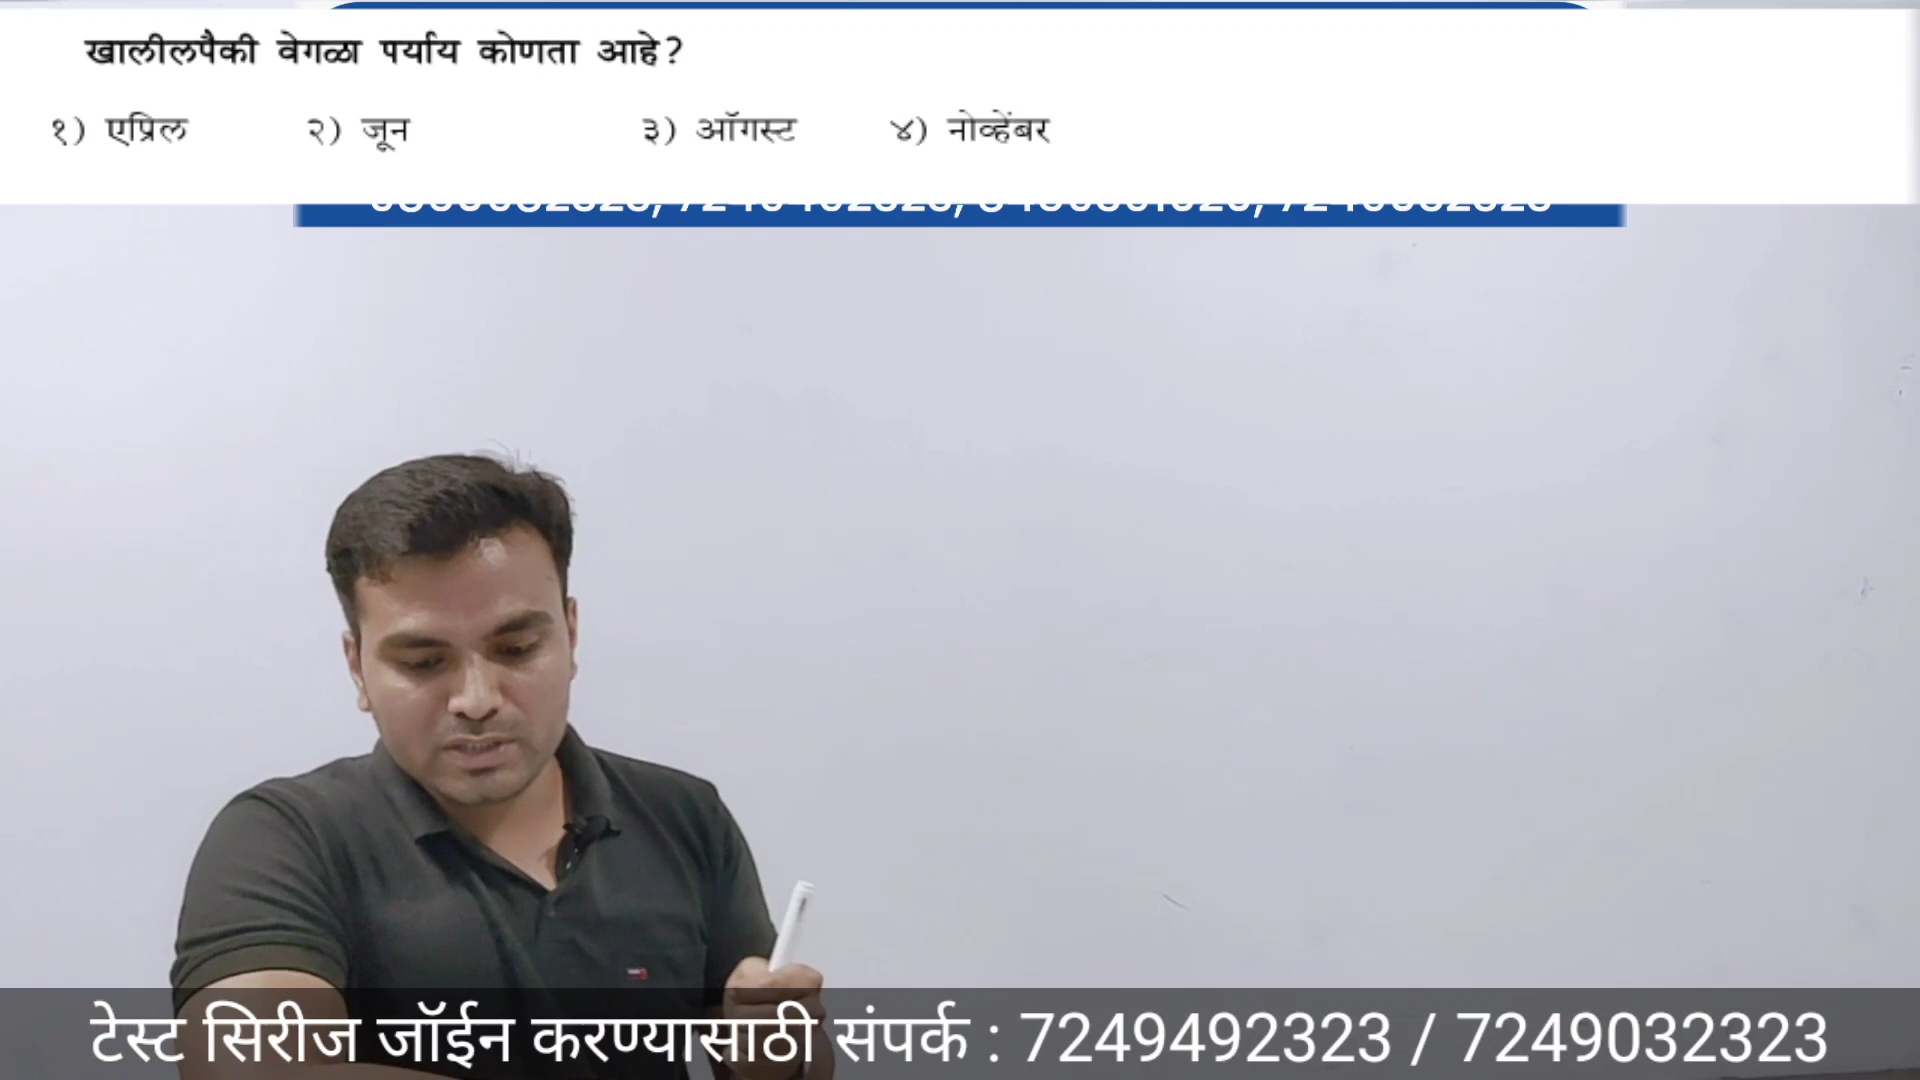 खालीलपैकी वेगळा पर्याय कोणता आहे?
१) एप्रिल २) जून ३) ऑगस्ट ४) नोव्हेंबर
टेस्ट सिरीज जॉईन करण्यासाठी संपर्क : 7249492323 / 7249032323